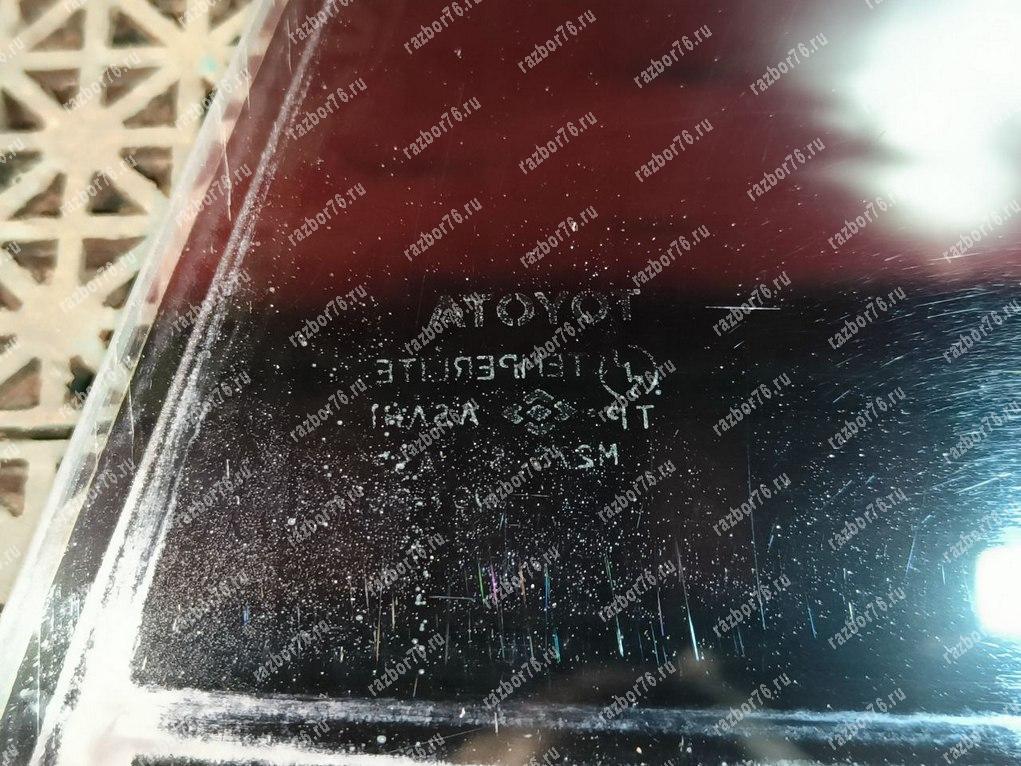 TOYOTA
TEMPERLITE
TP ASAHI
razbor76.ru